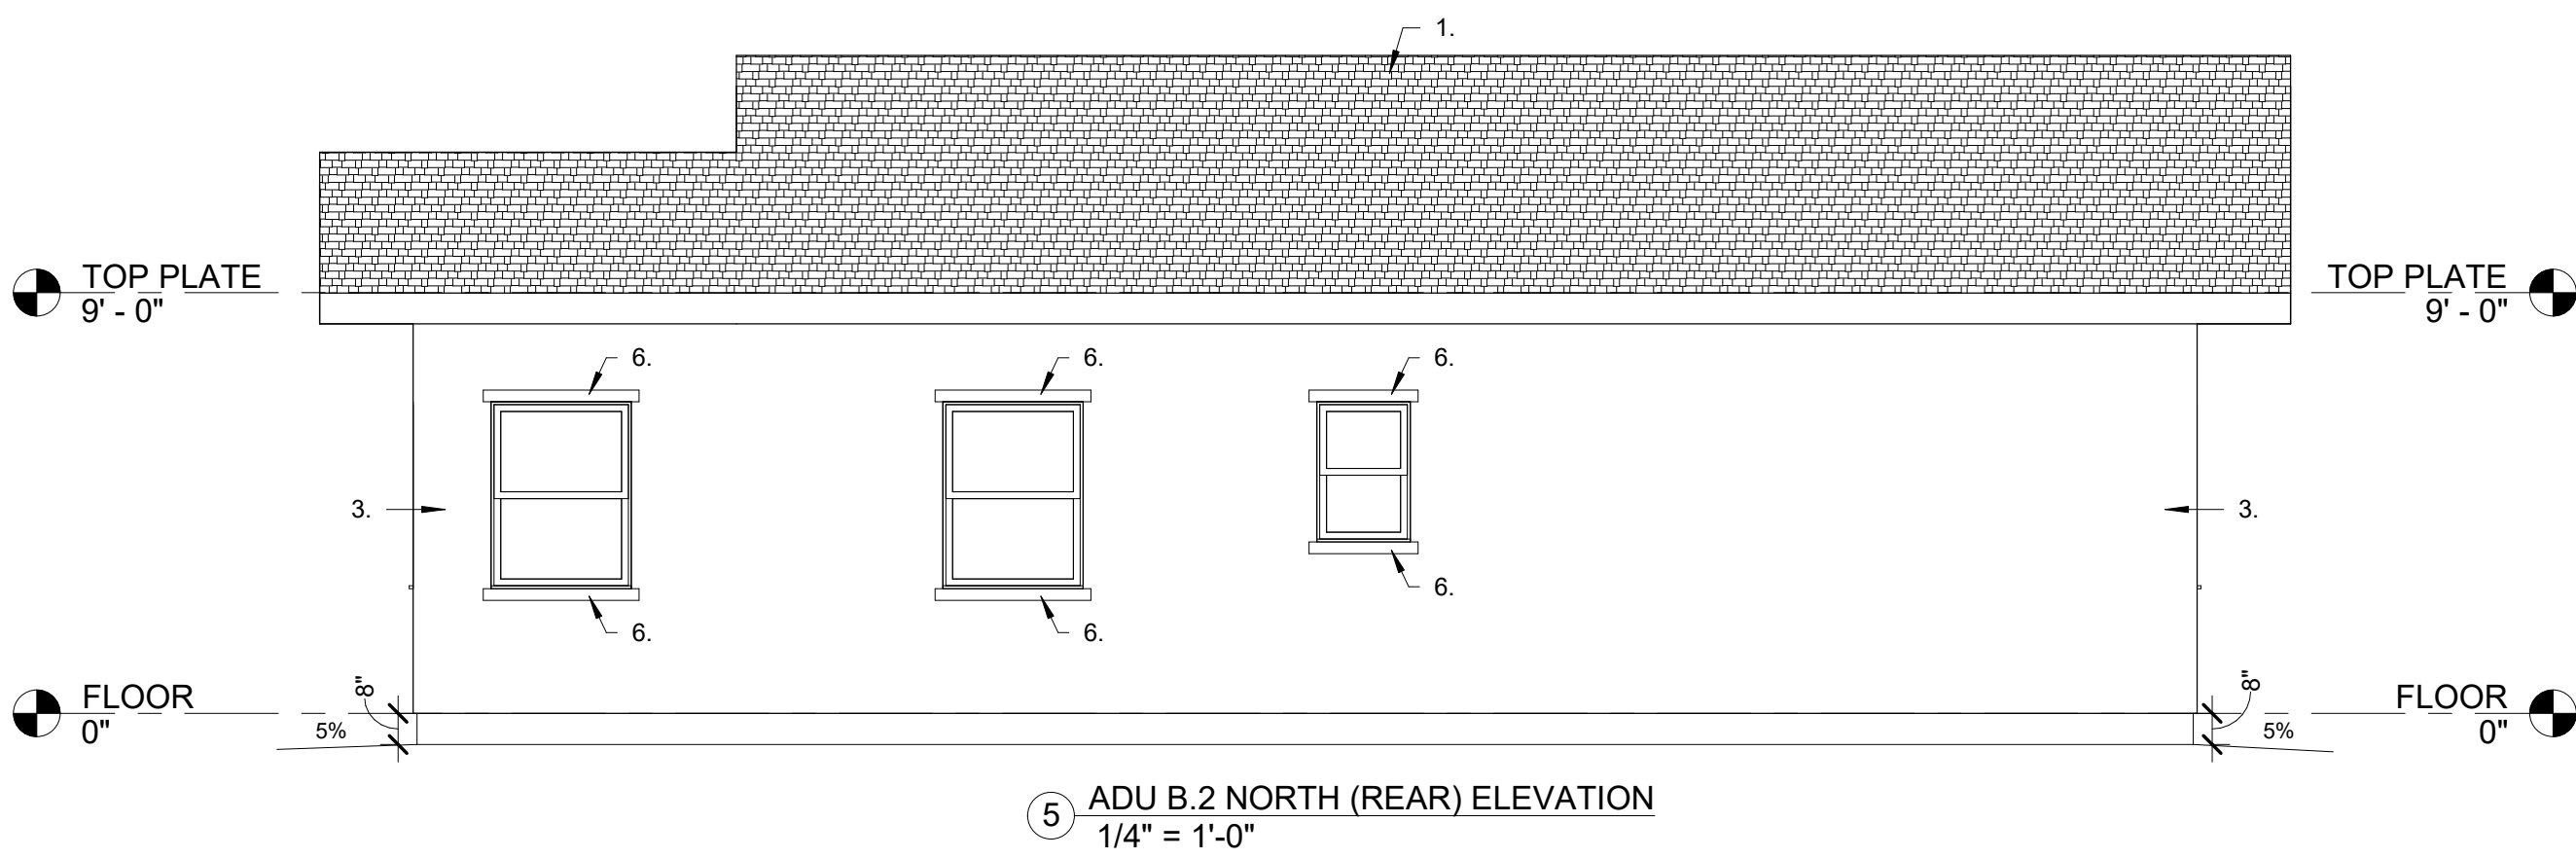 1.
TOP PLATE
9' - 0"
TOP PLATE
9' - 0"
6.
6.
6.
3.
3.
6.
6.
6.
FLOOR
0"
8"
5%
8"
5%
FLOOR
0"
5
ADU B.2 NORTH (REAR) ELEVATION
1/4" = 1'-0"